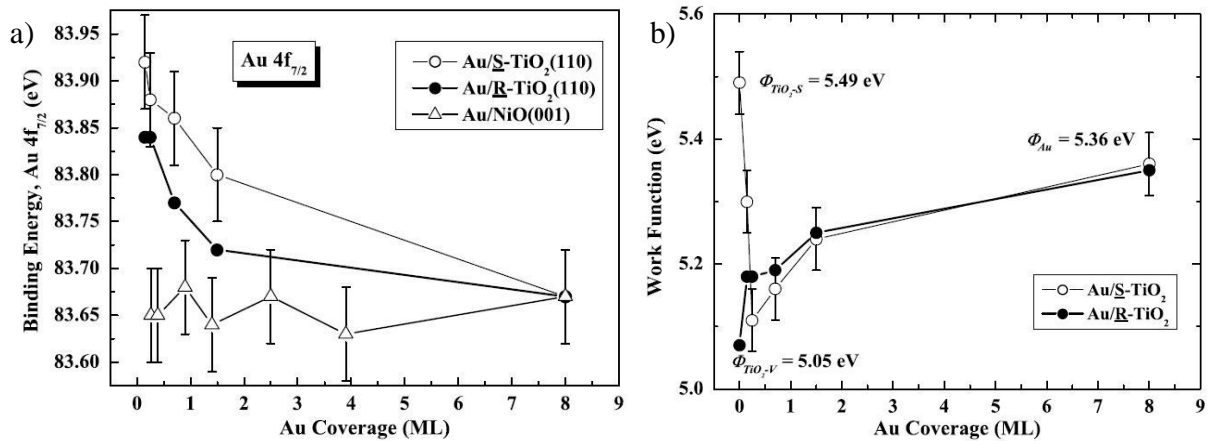 a)
Binding Energy, Au 4f7/2 (eV)
83.95
83.90
83.85
83.80
83.75
83.70
83.65
83.60
Au 4f7/2
Au/S-TiO2(110)
Au/R-TiO2(110)
Au/NiO(001)
0 1 2 3 4 5 6 7 8 9
Au Coverage (ML)
b)
Work Function (eV)
5.6
5.4
5.2
5.0
ΦTiO2-S = 5.49 eV
ΦAu = 5.36 eV
ΦTiO2-V = 5.05 eV
Au/S-TiO2
Au/R-TiO2
0 1 2 3 4 5 6 7 8 9
Au Coverage (ML)